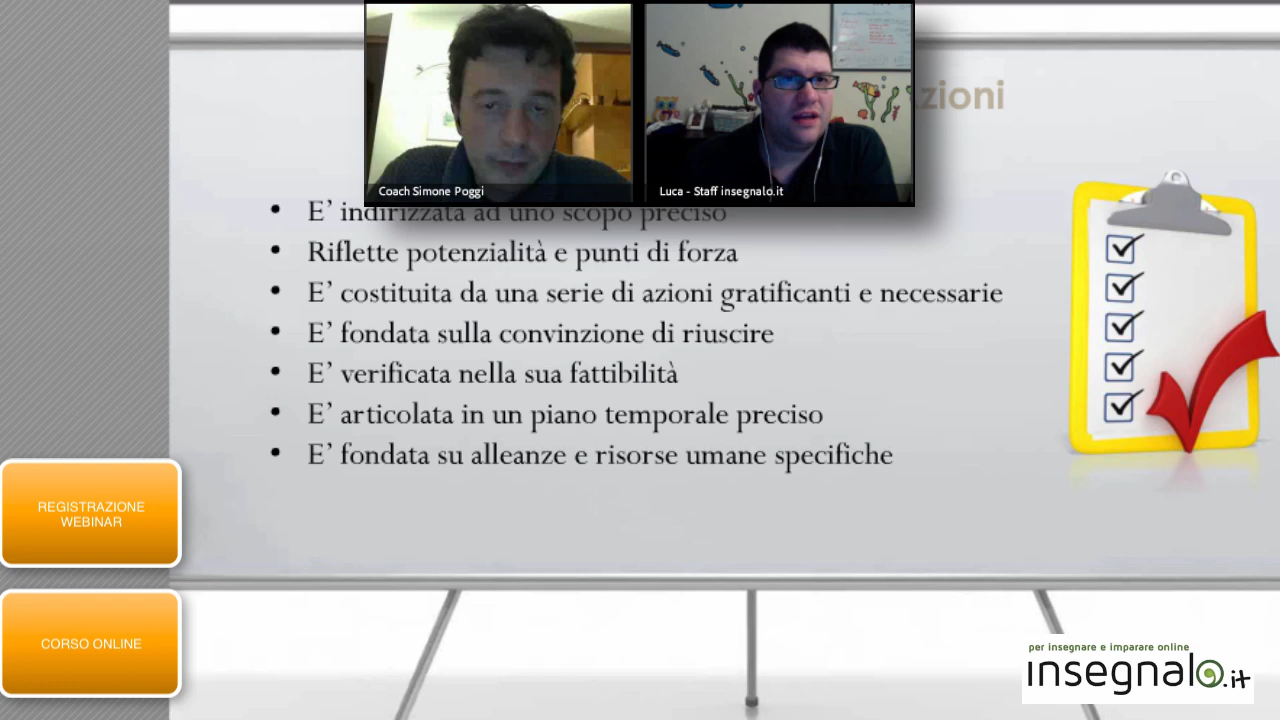 zioni
Coach Simone Poggi
Luca - Staff insegnalo.it
E' indirizzata ad uno scopo preciso
Riflette potenzialità e punti di forza
E' costituita da una serie di azioni gratificanti e necessarie
E' fondata sulla convinzione di riuscire
E' verificata nella sua fattibilità
E' articolata in un piano temporale preciso
E' fondata su alleanze e risorse umane specifiche
REGISTRAZIONE
WEBINAR
CORSO ONLINE
per insegnare e imparare online
insegnalo.it